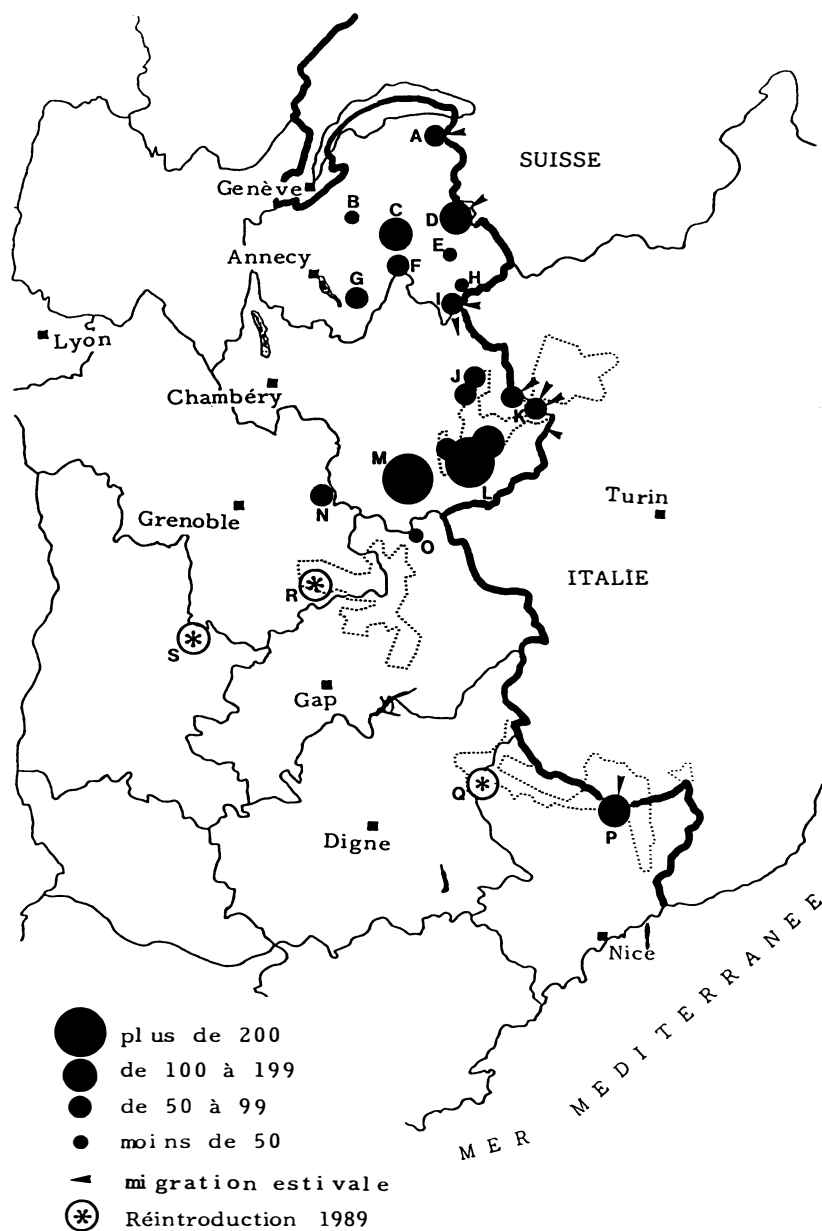 A
SUISSE
Genève
B
C
D
E
Annecy
F
G
H
I
Lyon
J
Chambéry
K
M
L
Turin
N
Grenoble
O
ITALIE
R
S
Gap
Q
P
Digne
Nice
MER MEDITERRANEE
plus de 200
de 100 à 199
de 50 à 99
moins de 50
migration estivale
Réintroduction 1989